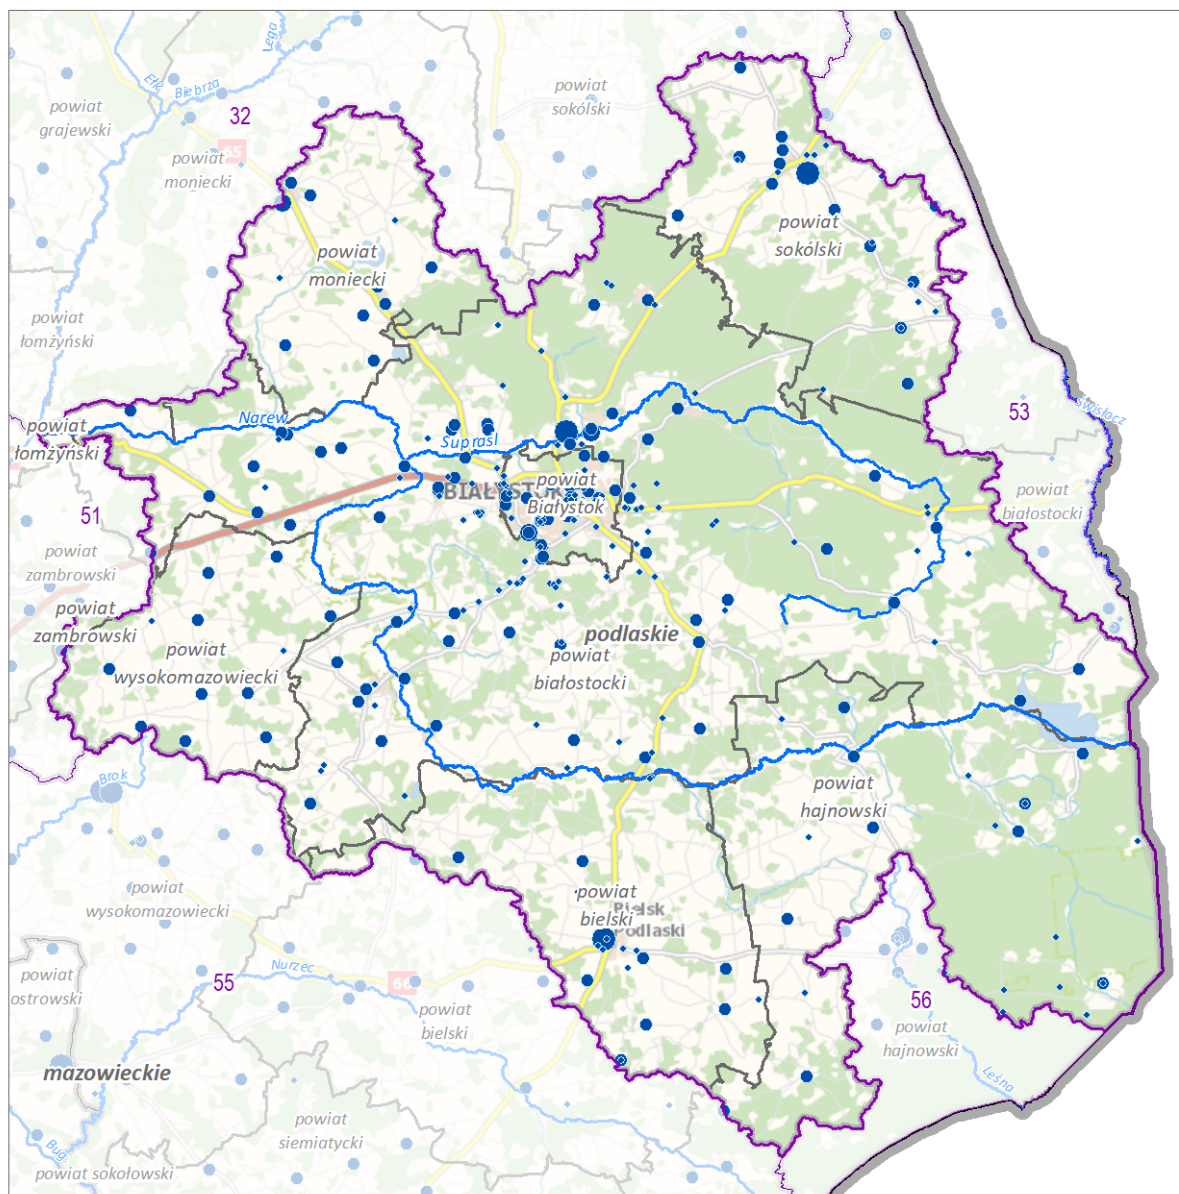 Ełk
Lega
Biebrza
powiat
grajewski
32
powiat
sokólski
65
powiat
moniecki
powiat
sokólski
powiat
moniecki
powiat
łomżyński
53
Świsłocz
Narew
powiat
łomżyński
Supraśl
BIAŁYSTOK
powiat
Białystok
51
powiat
białostocki
powiat
zambrowski
powiat
zambrowski
podlaskie
powiat
wysokomazowiecki
powiat
białostocki
Brok
powiat
hajnowski
powiat
wysokomazowiecki
powiat
bielski
Bielsk
Podlaski
powiat
ostrowski
Nurzec
55
66
powiat
bielski
56
powiat
hajnowski
mazowieckie
Leśna
powiat
siemiatycki
Bug
powiat sokołowski